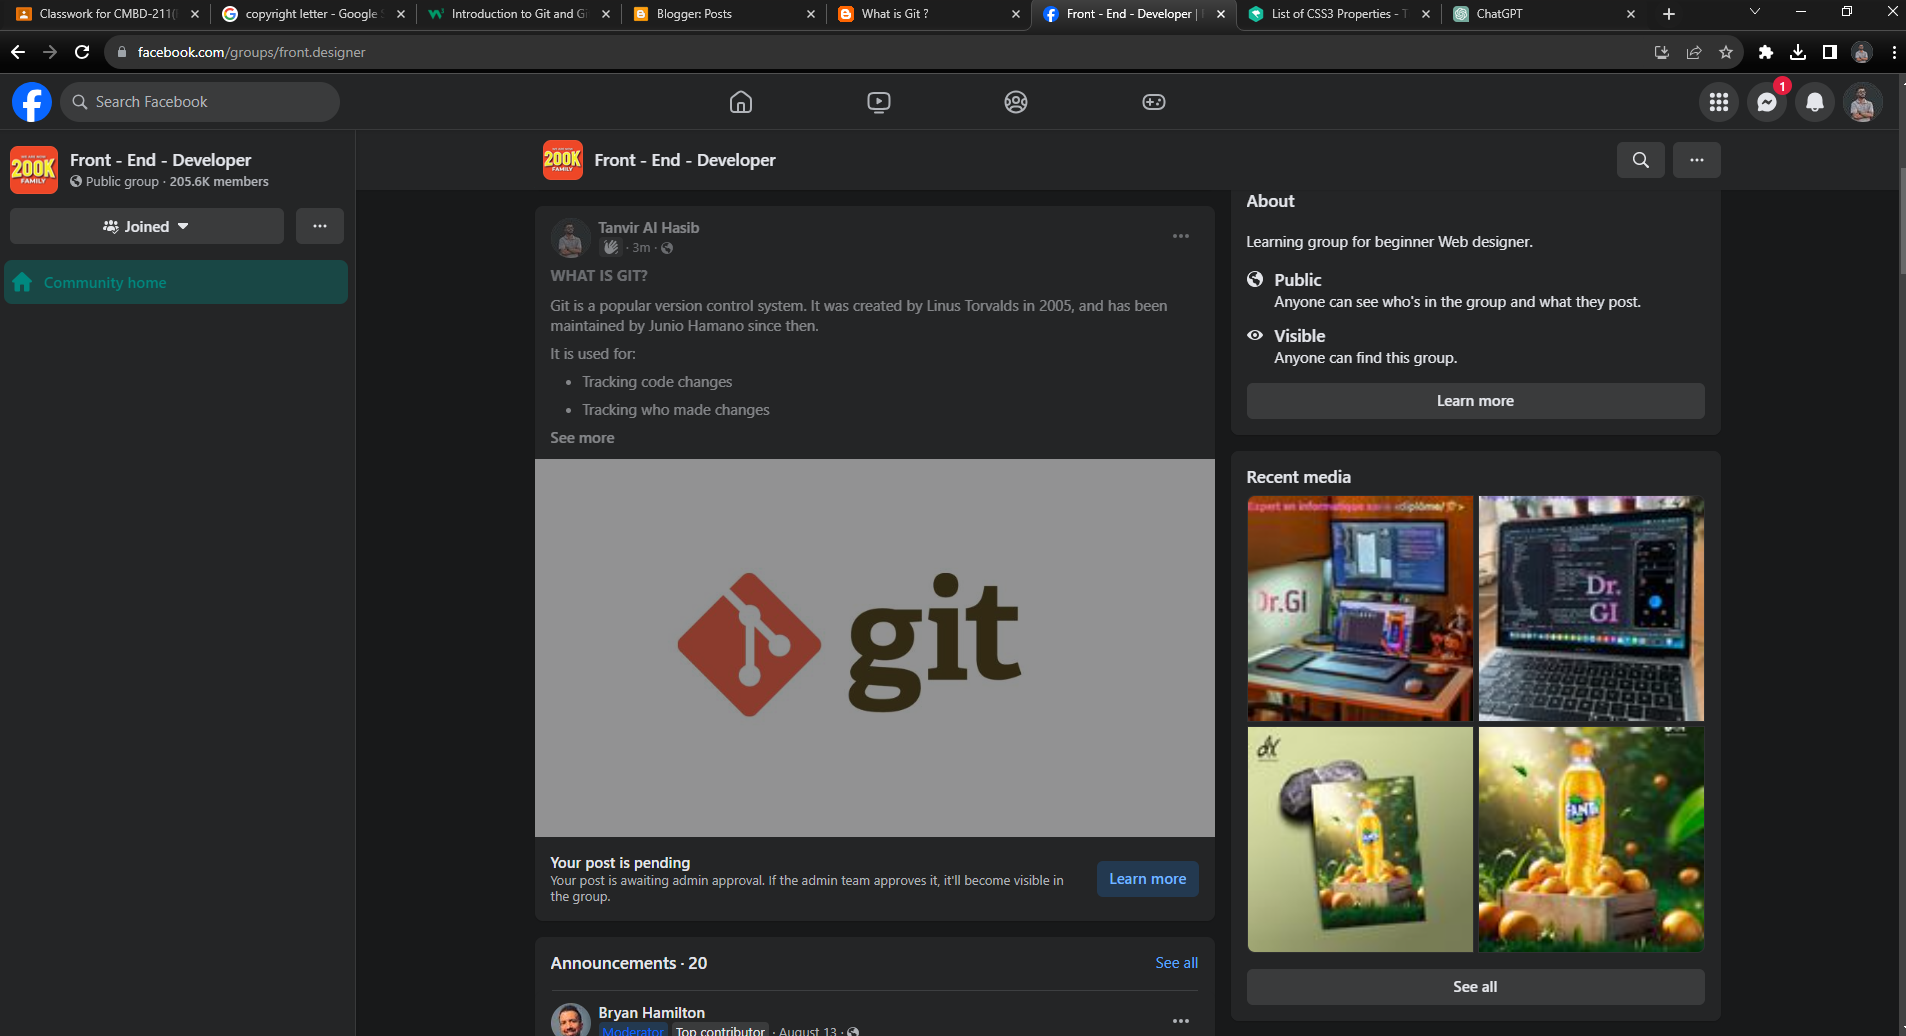 Classwork for CMBD-211(
copyright letter - Google S
Introduction to Git and Gi
Blogger: Posts
What is Git ?
Front - End - Developer |
List of CSS3 Properties - T
ChatGPT
facebook.com/groups/front.designer
Search Facebook
1
WE ARE NOW
200K
FAMILY
Front - End - Developer
Public group · 205.6K members
Joined
Community home
200K
FAMILY
Front - End - Developer
Tanvir Al Hasib
· 3m ·
WHAT IS GIT?
Git is a popular version control system. It was created by Linus Torvalds in 2005, and has been
maintained by Junio Hamano since then.
It is used for:
• Tracking code changes
• Tracking who made changes
See more
git
Your post is pending
Your post is awaiting admin approval. If the admin team approves it, it'll become visible in
the group.
Learn more
Announcements · 20
See all
Bryan Hamilton
Moderator Top contributor · August 13 ·
About
Learning group for beginner Web designer.
Public
Anyone can see who's in the group and what they post.
Visible
Anyone can find this group.
Learn more
Recent media
Expert en informatique sans «diplôme/
Dr.GI
Dr.
GI
FANTA
See all